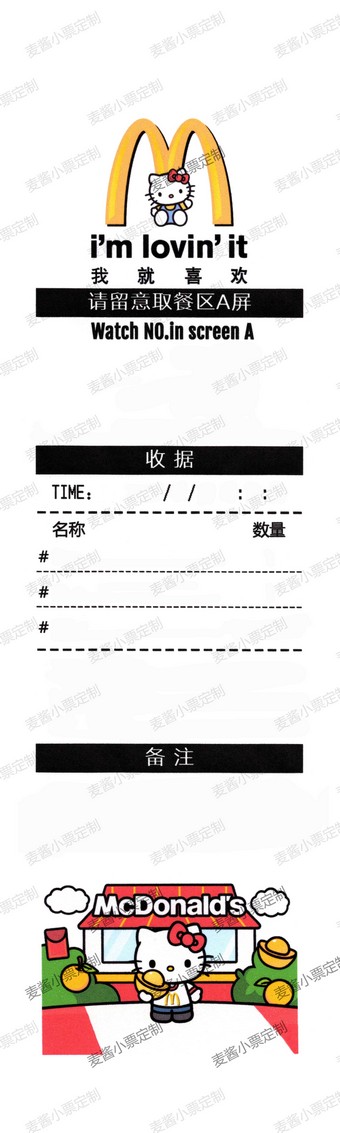 i'm lovin' it
我就喜欢
请留意取餐区A屏
Watch NO.in screen A
收据
TIME: / / : :
名称 数量
#
#
#
备注
McDonald's
麦酱小票定制